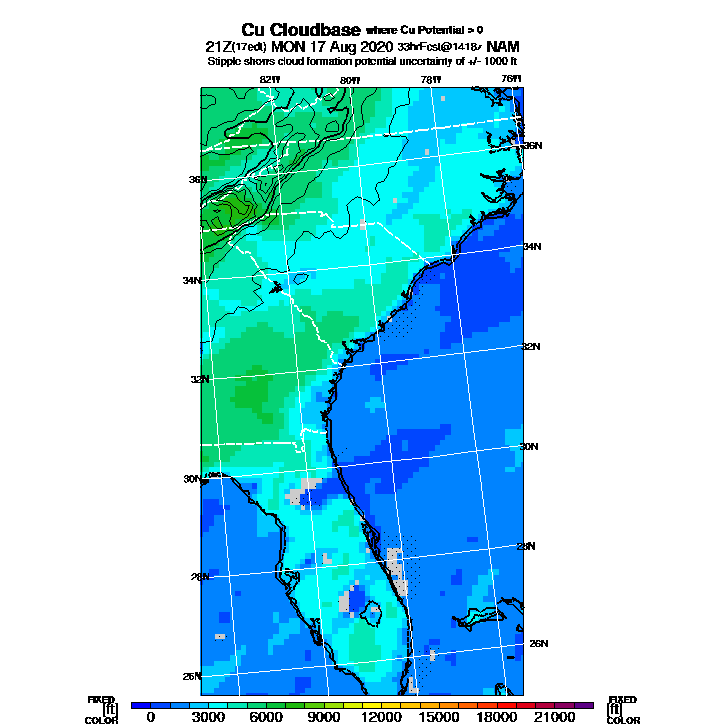 Cu Cloudbase where Cu Potential > 0
21Z(17edt) MON 17 Aug 2020 33hrFcst@1418z NAM
Stipple shows cloud formation potential uncertainty of +/- 1000 ft
82W 80W 78W 76W
36N 36N
34N 34N
32N 32N
30N 30N
28N 28N
26N 26N
FIXED FIXED
[ft] [ft]
COLOR COLOR
0 3000 6000 9000 12000 15000 18000 21000